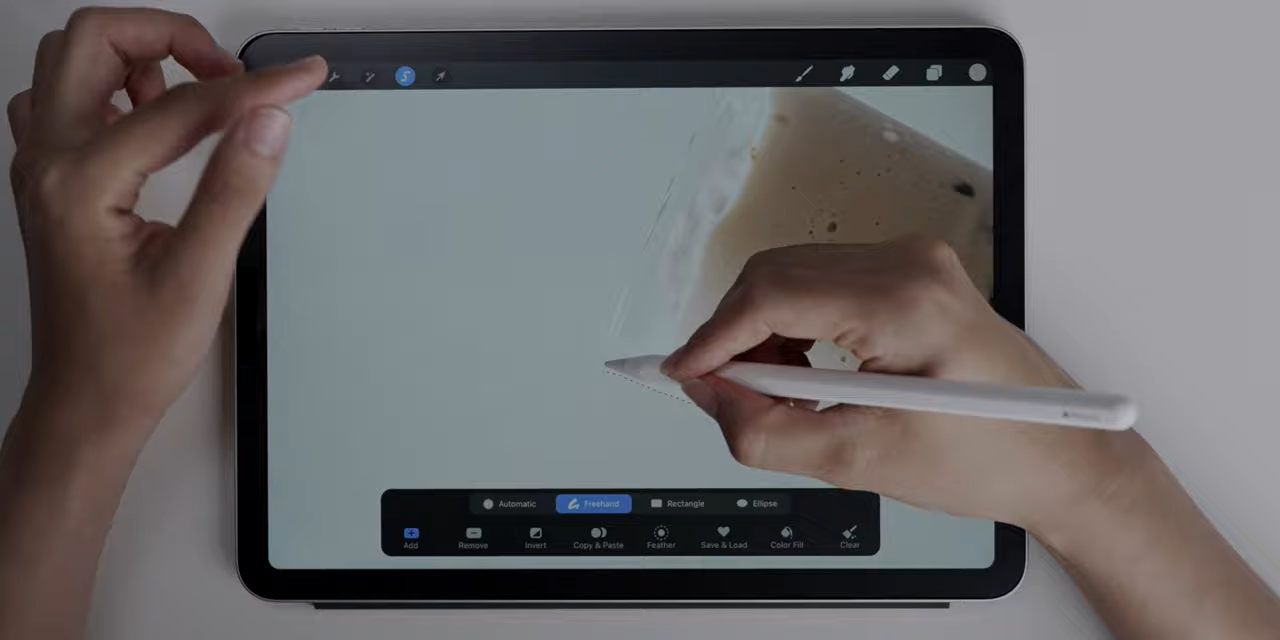 Automatic Freehand Rectangle Ellipse
Add Remove Invert Copy & Paste Feather Save & Load Color Fill Clear